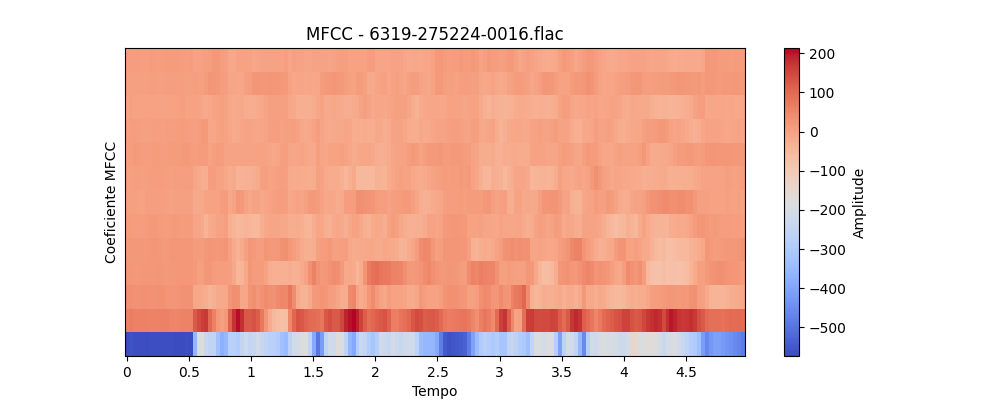 MFCC - 6319-275224-0016.flac
Coeficiente MFCC
0 0.5 1 1.5 2 2.5 3 3.5 4 4.5
Tempo
200
100
0
−100
−200
−300
−400
−500
Amplitude